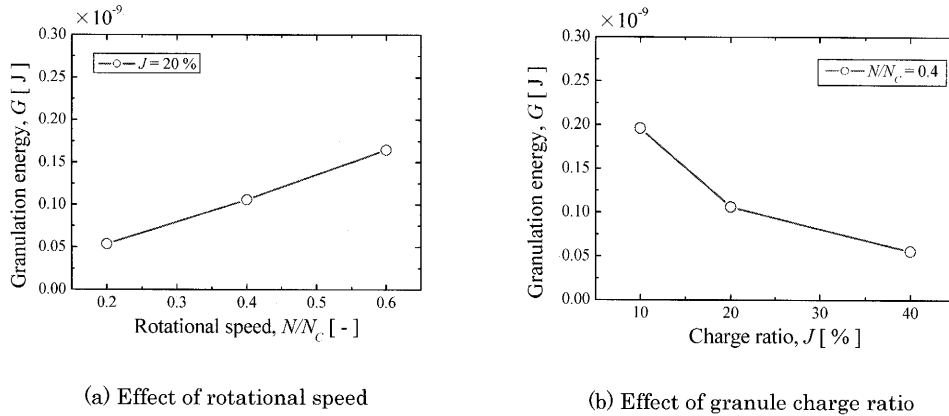 ×10⁻⁹
0.30
0.25
0.20
0.15
0.10
0.05
0.00
Granulation energy, G [ J ]
J = 20 %
0.2 0.3 0.4 0.5 0.6
Rotational speed, N/N_C [ - ]
(a) Effect of rotational speed
×10⁻⁹
0.30
0.25
0.20
0.15
0.10
0.05
0.00
Granulation energy, G [ J ]
N/N_C = 0.4
10 20 30 40
Charge ratio, J [ % ]
(b) Effect of granule charge ratio